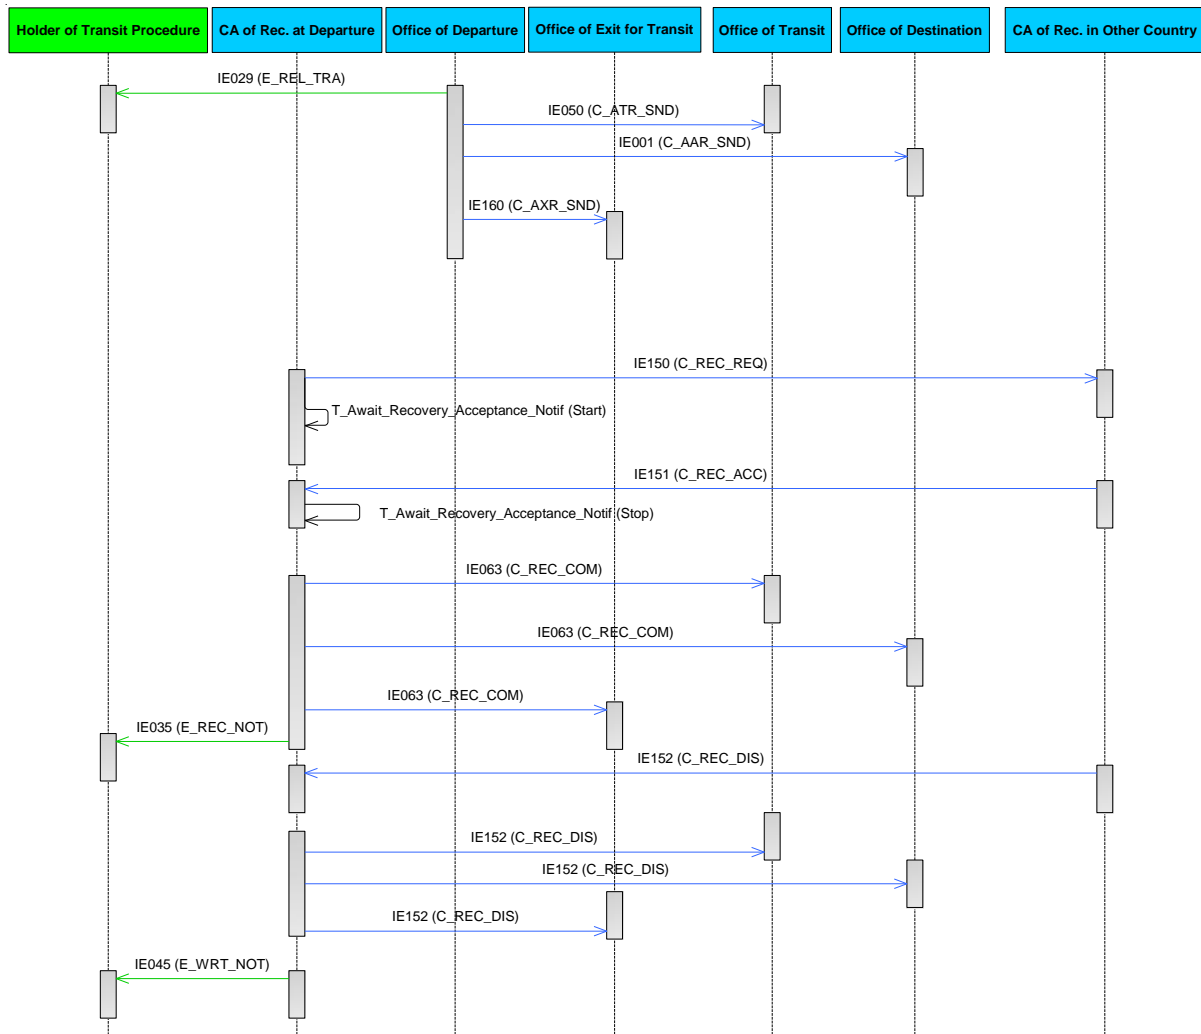 Holder of Transit Procedure
CA of Rec. at Departure
Office of Departure
Office of Exit for Transit
Office of Transit
Office of Destination
CA of Rec. in Other Country
IE029 (E_REL_TRA)
IE050 (C_ATR_SND)
IE001 (C_AAR_SND)
IE160 (C_AXR_SND)
IE150 (C_REC_REQ)
T_Await_Recovery_Acceptance_Notif (Start)
IE151 (C_REC_ACC)
T_Await_Recovery_Acceptance_Notif (Stop)
IE063 (C_REC_COM)
IE063 (C_REC_COM)
IE063 (C_REC_COM)
IE035 (E_REC_NOT)
IE152 (C_REC_DIS)
IE152 (C_REC_DIS)
IE152 (C_REC_DIS)
IE152 (C_REC_DIS)
IE045 (E_WRT_NOT)